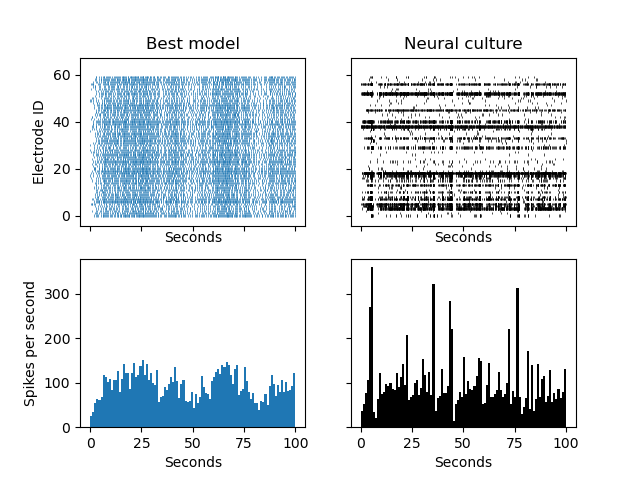 Best model
Neural culture
60
40
20
0
Electrode ID
Seconds
Seconds
300
200
100
0
Spikes per second
0 25 50 75 100
0 25 50 75 100
Seconds
Seconds